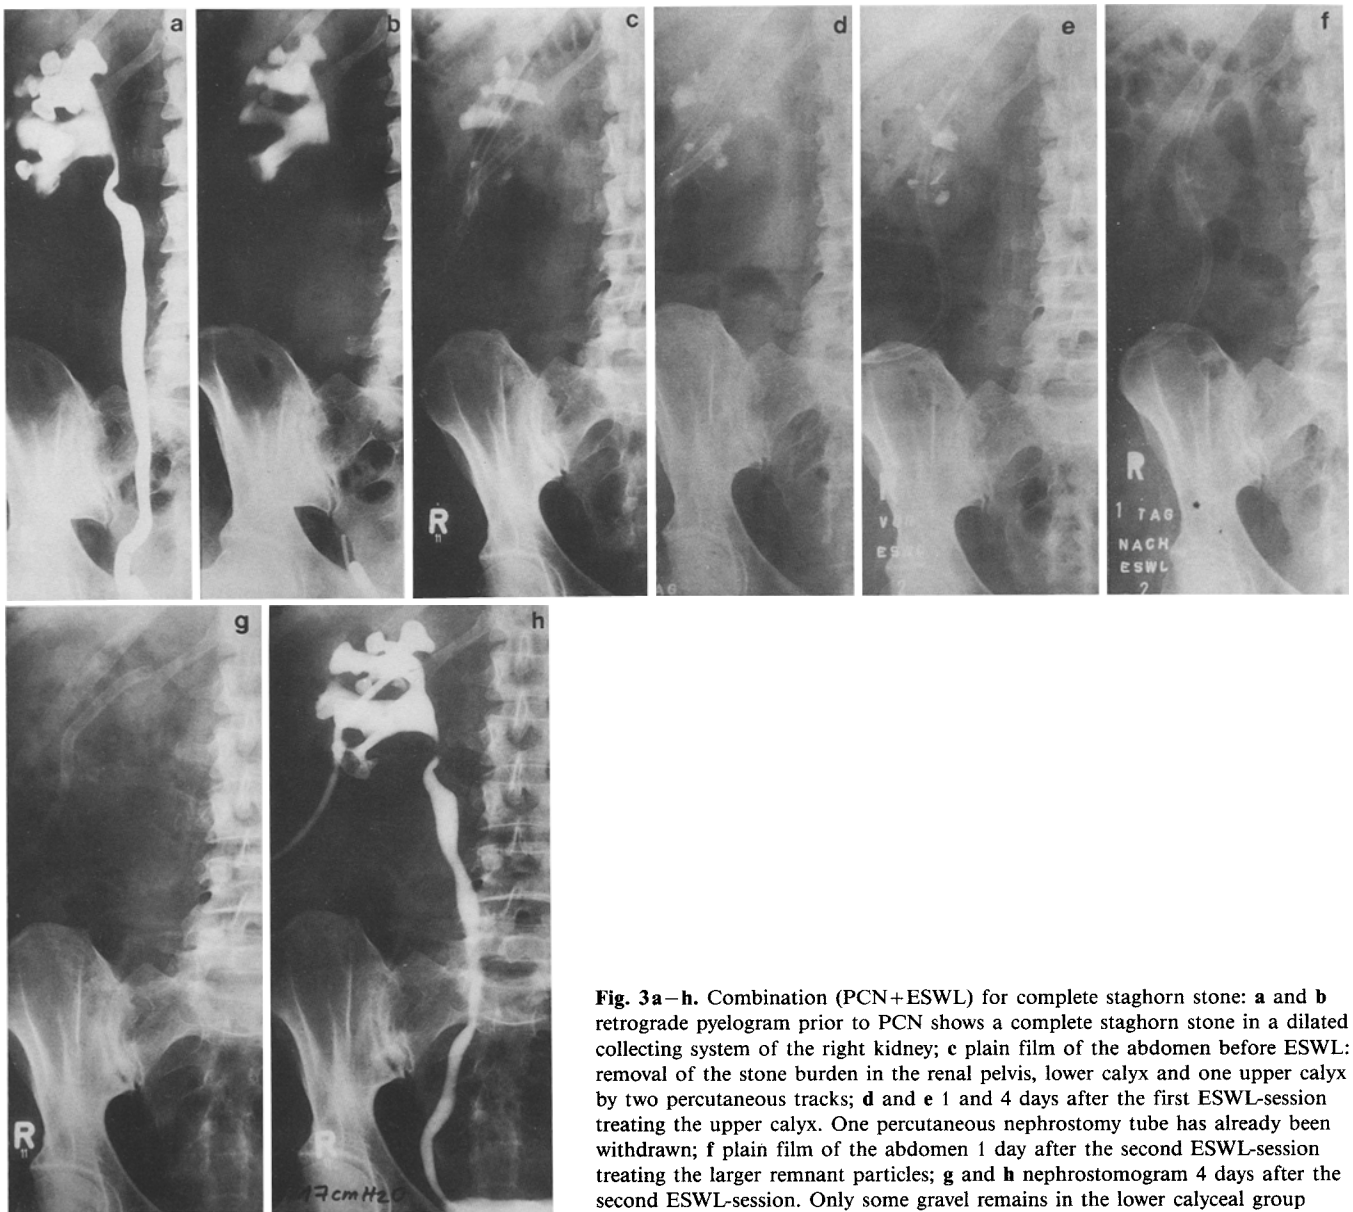 a
b
c
d
e
f
R
11
R
1 TAG
NACH
ESWL
2
g
h
R
11
R
17cmH2O
Fig. 3a–h. Combination (PCN+ESWL) for complete staghorn stone: a and b
retrograde pyelogram prior to PCN shows a complete staghorn stone in a dilated
collecting system of the right kidney; c plain film of the abdomen before ESWL:
removal of the stone burden in the renal pelvis, lower calyx and one upper calyx
by two percutaneous tracks; d and e 1 and 4 days after the first ESWL-session
treating the upper calyx. One percutaneous nephrostomy tube has already been
withdrawn; f plain film of the abdomen 1 day after the second ESWL-session
treating the larger remnant particles; g and h nephrostomogram 4 days after the
second ESWL-session. Only some gravel remains in the lower calyceal group